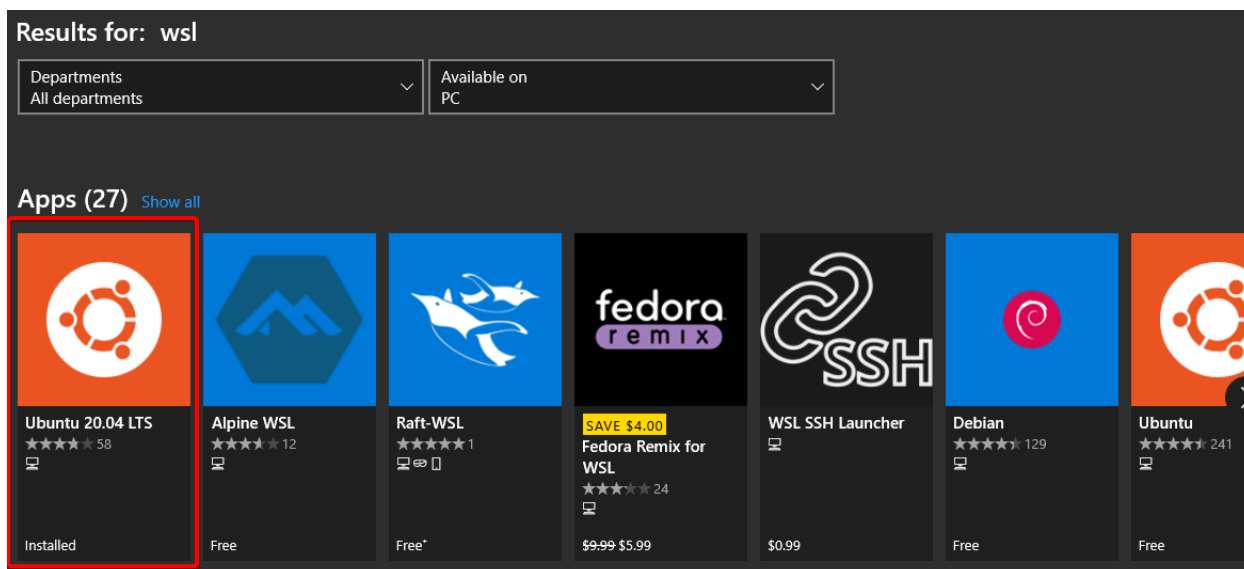 Results for: wsl
Departments
All departments
Available on
PC
Apps (27) Show all
fedora
remix
SSH
Ubuntu 20.04 LTS
58
Installed
Alpine WSL
12
Free
Raft-WSL
1
Free+
SAVE $4.00
Fedora Remix for
WSL
24
$9.99 $5.99
WSL SSH Launcher
$0.99
Debian
129
Free
Ubuntu
241
Free